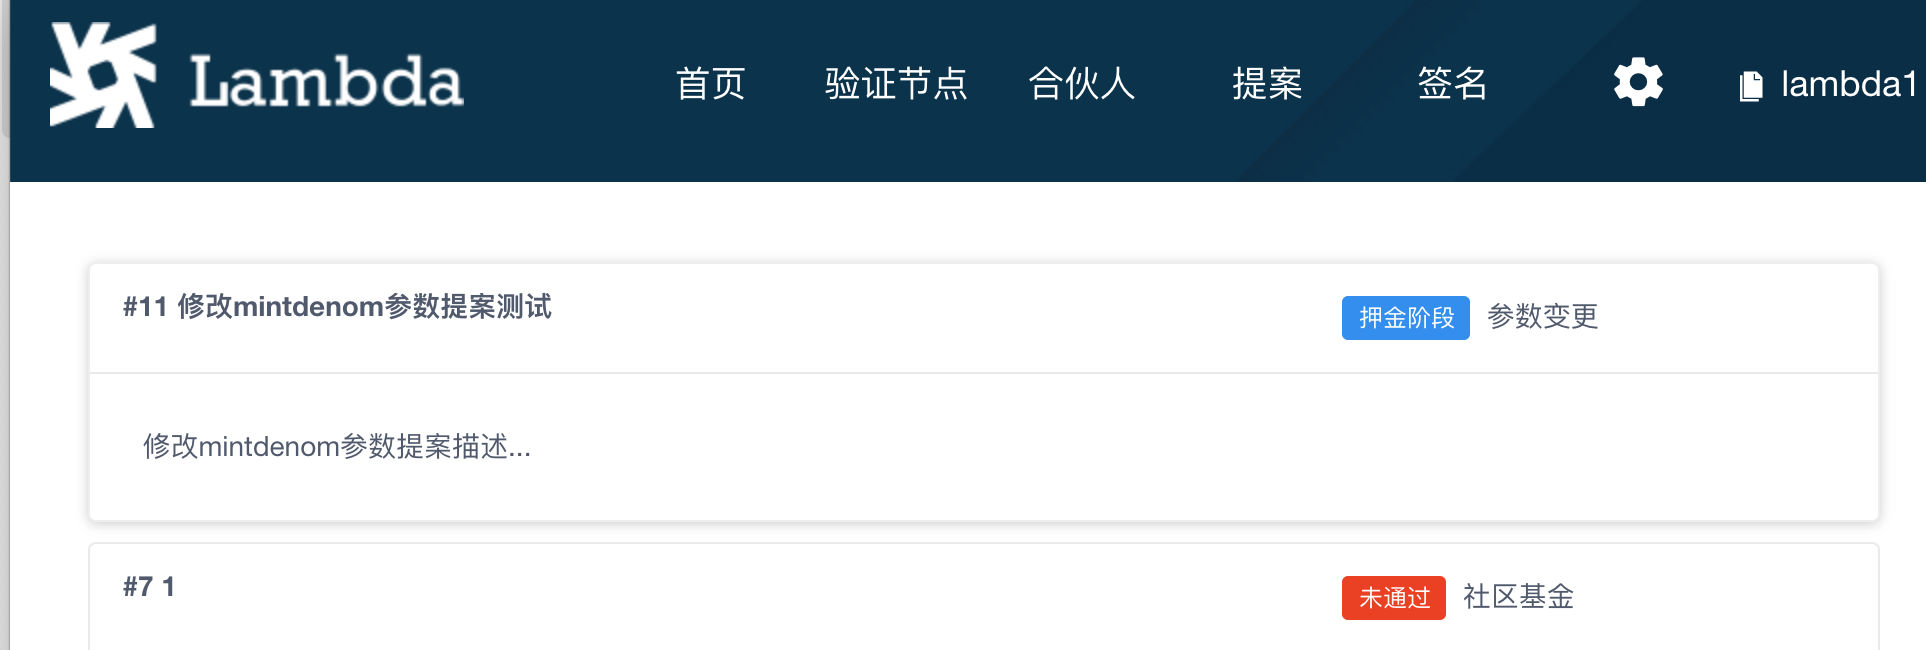 Lambda 首页 验证节点 合伙人 提案 签名 lambda1
#11 修改mintdenom参数提案测试 押金阶段 参数变更
修改mintdenom参数提案描述...
#7 1 未通过 社区基金